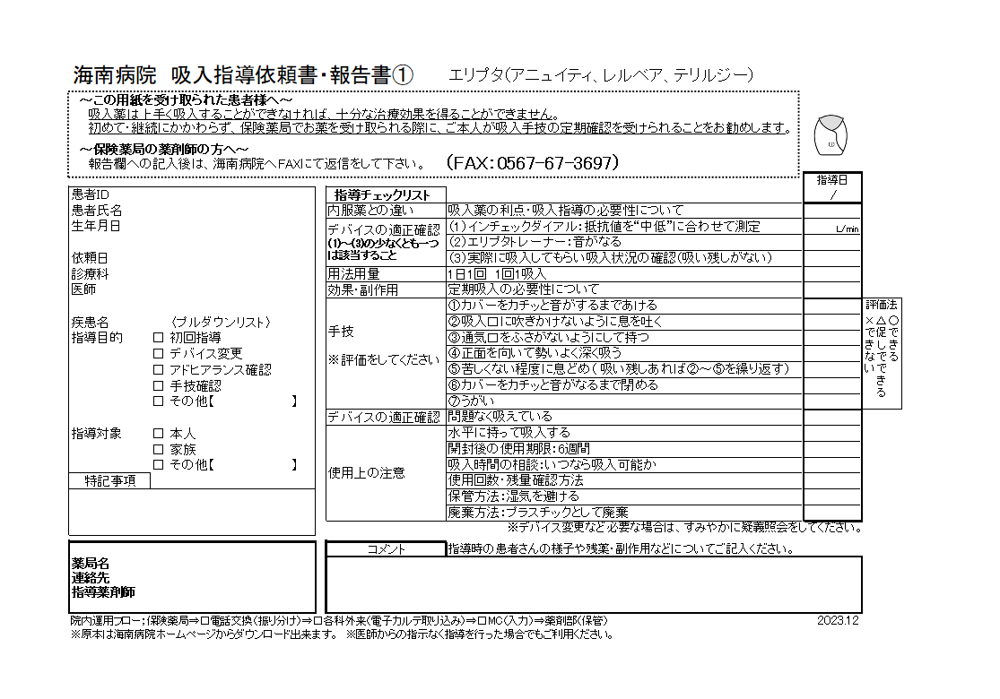 海南病院　吸入指導依頼書・報告書①
エリプタ（アニュイティ、レルベア、テリルジー）
～この用紙を受け取られた患者様へ～
吸入薬は上手く吸入することができなければ、十分な治療効果を得ることができません。
初めて・継続にかかわらず、保険薬局でお薬を受け取られる際に、ご本人が吸入手技の定期確認を受けられることをお勧めします。
～保険薬局の薬剤師の方へ～
報告欄への記入後は、海南病院へFAXにて返信をして下さい。　（FAX：0567-67-3697）
指導日
/
患者ID
患者氏名
生年月日
依頼日
診療科
医師
疾患名　〈プルダウンリスト〉
指導目的　□ 初回指導
□ デバイス変更
□ アドヒアランス確認
□ 手技確認
□ その他【　　　】
指導対象　□ 本人
□ 家族
□ その他【　　　】
特記事項
指導チェックリスト
内服薬との違い　吸入薬の利点・吸入指導の必要性について
デバイスの適正確認
(1)～(3)の少なくとも一つ
は該当すること
（1）インチェックダイアル：抵抗値を“中低”に合わせて測定　L/min
（2）エリプタトレーナー：音がなる
（3）実際に吸入してもらい吸入状況の確認（吸い残しがない）
用法用量　1日1回　1回1吸入
効果・副作用　定期吸入の必要性について
手技
※評価をしてください
①カバーをカチッと音がするまであける
②吸入口に吹きかけないように息を吐く
③通気口をふさがないようにして持つ
④正面を向いて勢いよく深く吸う
⑤苦しくない程度に息どめ（吸い残しあれば②～⑤を繰り返す）
⑥カバーをカチッと音がなるまで閉める
⑦うがい
評価法
○できる
△促しでできる
×できない
デバイスの適正確認　問題なく吸えている
使用上の注意
水平に持って吸入する
開封後の使用期限：6週間
吸入時間の相談：いつなら吸入可能か
使用回数・残量確認方法
保管方法：湿気を避ける
廃棄方法：プラスチックとして廃棄
※デバイス変更など必要な場合は、すみやかに疑義照会をしてください。
薬局名
連絡先
指導薬剤師
コメント　指導時の患者さんの様子や残薬・副作用などについてご記入ください。
院内運用フロー；保険薬局⇒□電話交換（振り分け）⇒□各科外来（電子カルテ取り込み）⇒□MC（入力）⇒薬剤部（保管）
2023.12
※原本は海南病院ホームページからダウンロード出来ます。　※医師からの指示なく指導を行った場合でもご利用ください。